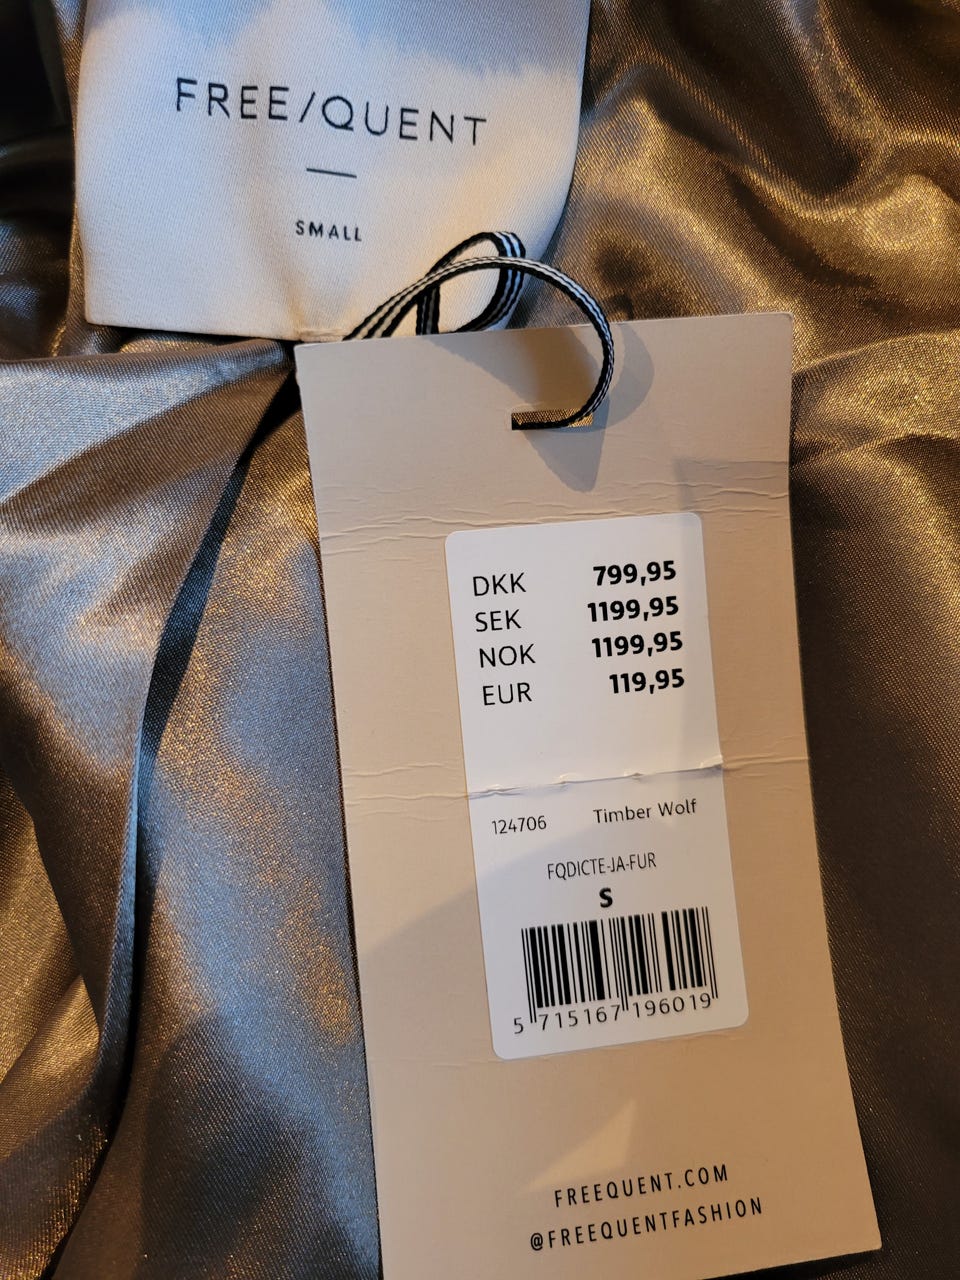 FREE/QUENT
SMALL
DKK 799,95
SEK 1199,95
NOK 1199,95
EUR 119,95
124706 Timber Wolf
FQDICTE-JA-FUR
S
5 715167 196019
FREEQUENT.COM
@FREEQUENTFASHION